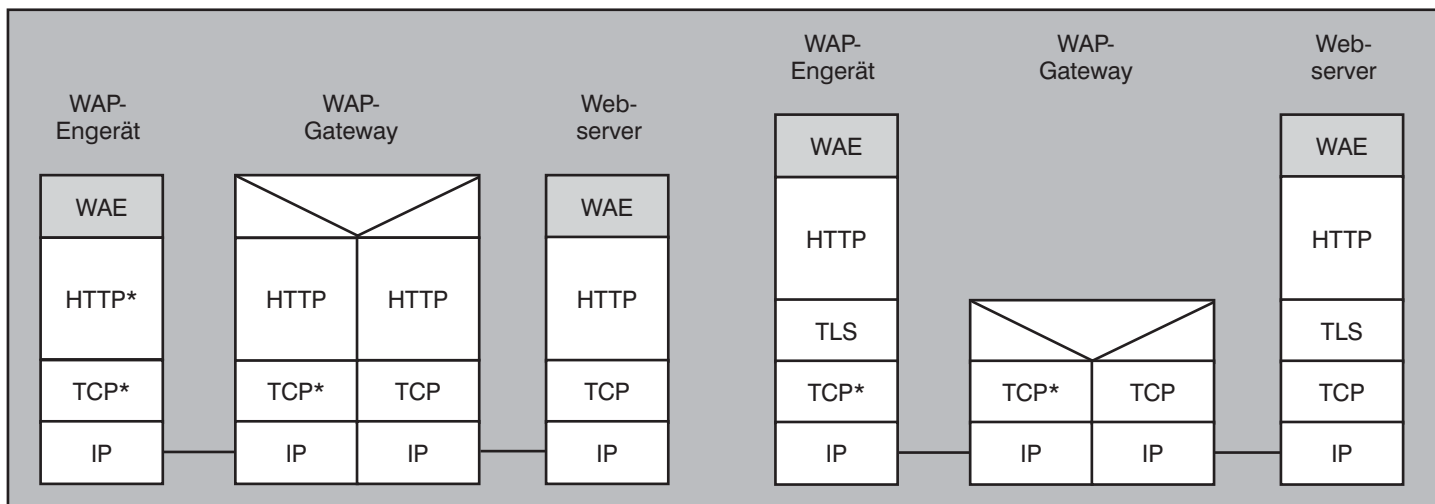 WAP-
Engerät
WAP-
Gateway
Web-
server
WAE
HTTP*
TCP*
IP
HTTP
HTTP
TCP*
TCP
IP
IP
WAE
HTTP
TCP
IP
WAP-
Engerät
WAP-
Gateway
Web-
server
WAE
HTTP
TLS
TCP*
IP
TCP*
TCP
IP
IP
WAE
HTTP
TLS
TCP
IP